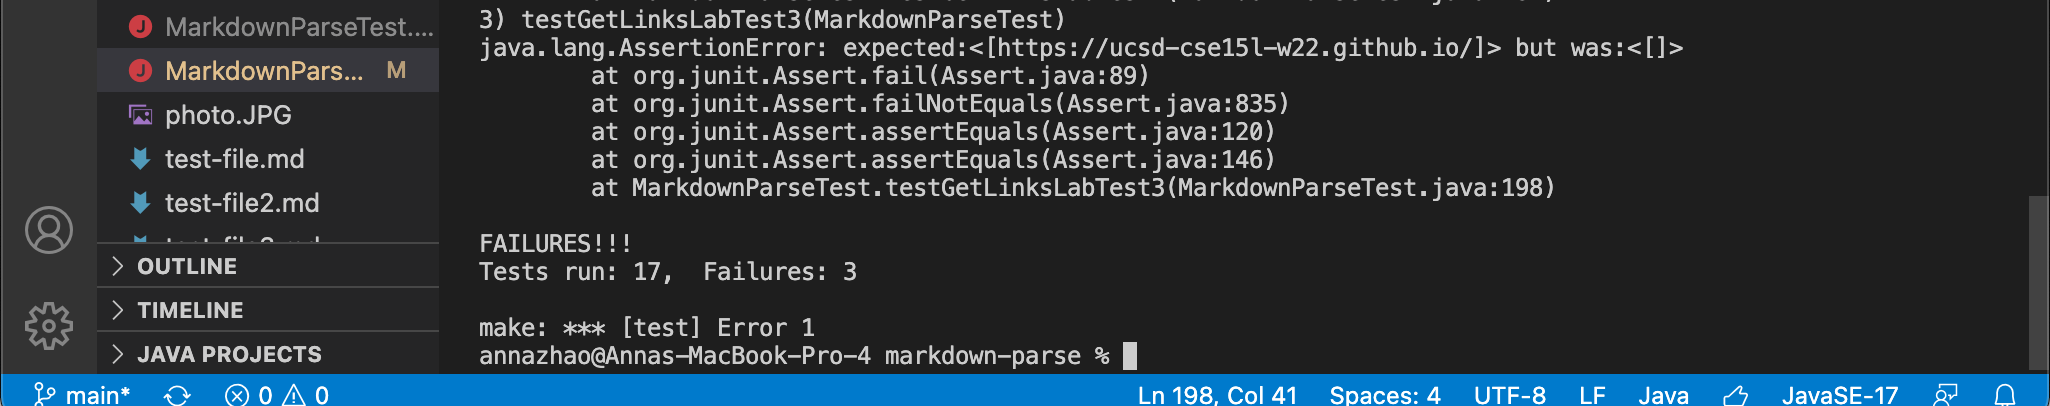 MarkdownParseTest....
MarkdownPars... M
photo.JPG
test-file.md
test-file2.md
OUTLINE
TIMELINE
JAVA PROJECTS
3) testGetLinksLabTest3(MarkdownParseTest)
java.lang.AssertionError: expected:<[https://ucsd-cse15l-w22.github.io/]> but was:<[]>
at org.junit.Assert.fail(Assert.java:89)
at org.junit.Assert.failNotEquals(Assert.java:835)
at org.junit.Assert.assertEquals(Assert.java:120)
at org.junit.Assert.assertEquals(Assert.java:146)
at MarkdownParseTest.testGetLinksLabTest3(MarkdownParseTest.java:198)
FAILURES!!!
Tests run: 17,  Failures: 3
make: *** [test] Error 1
annazhao@Annas-MacBook-Pro-4 markdown-parse %
main* 0 0 Ln 198, Col 41 Spaces: 4 UTF-8 LF Java JavaSE-17